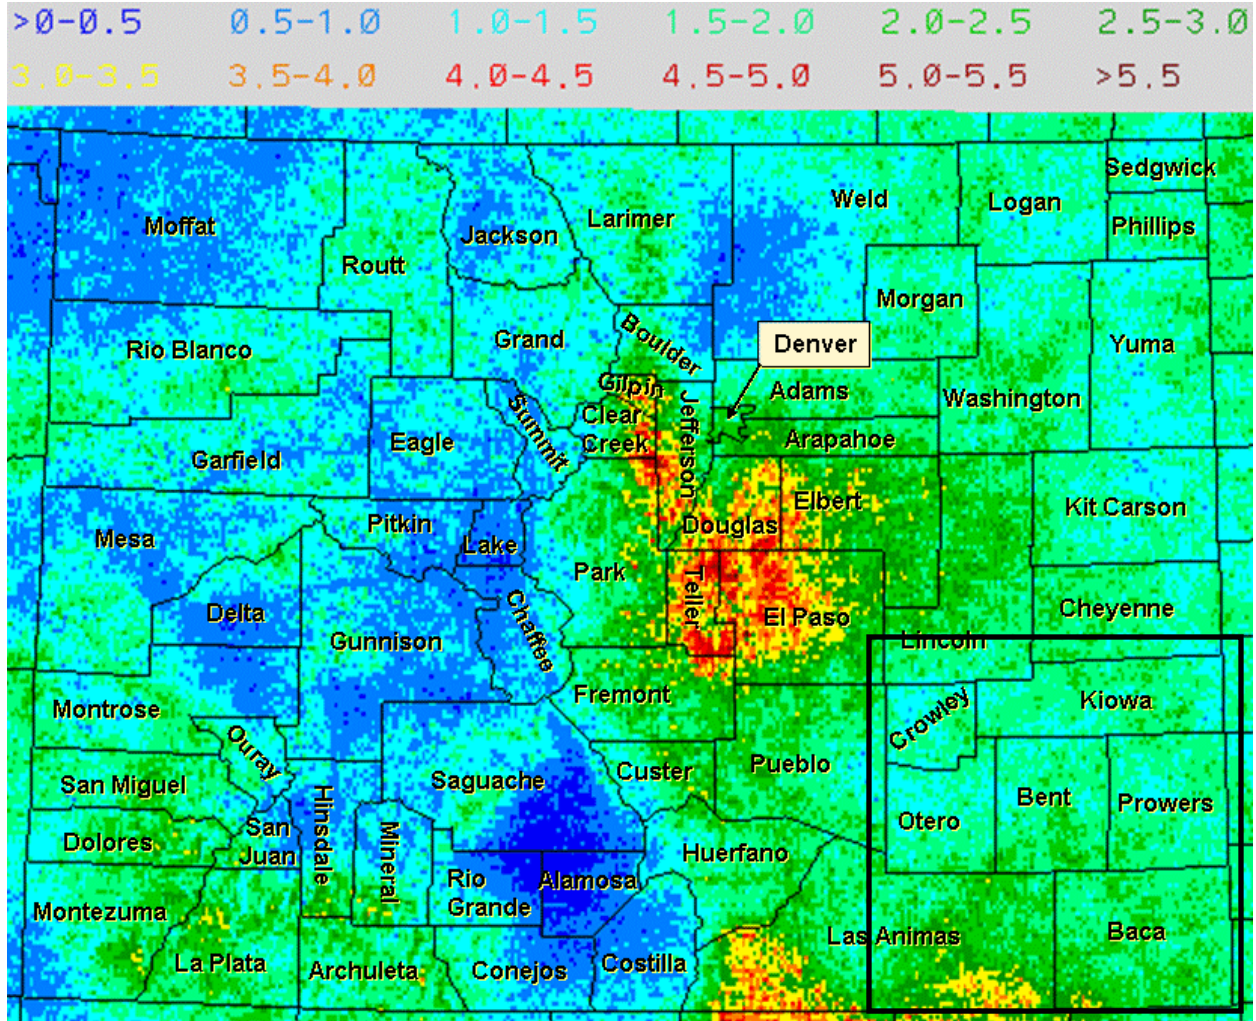 >0-0.5 0.5-1.0 1.0-1.5 1.5-2.0 2.0-2.5 2.5-3.0
3.0-3.5 3.5-4.0 4.0-4.5 4.5-5.0 5.0-5.5 >5.5
Sedgwick
Moffat
Jackson
Larimer
Weld
Logan
Phillips
Routt
Morgan
Rio Blanco
Grand
Boulder
Denver
Yuma
Gilpin
Adams
Washington
Clear
Creek
Jefferson
Summit
Eagle
Arapahoe
Garfield
Elbert
Kit Carson
Mesa
Pitkin
Lake
Douglas
Park
Teller
El Paso
Cheyenne
Delta
Gunnison
Chaffee
Lincoln
Montrose
Fremont
Crowley
Kiowa
Ouray
San Miguel
Saguache
Custer
Pueblo
Bent
Prowers
Otero
Dolores
San
Juan
Hinsdale
Mineral
Huerfano
Rio
Grande
Alamosa
Montezuma
La Plata
Archuleta
Conejos
Costilla
Las Animas
Baca